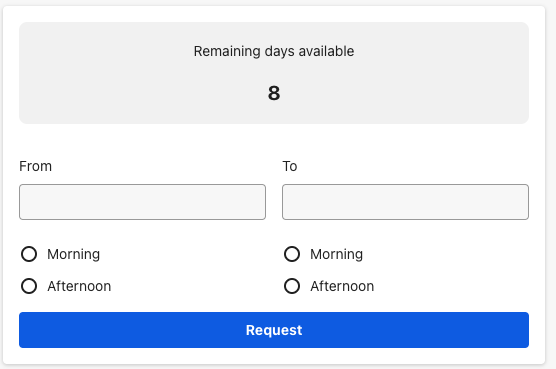 Remaining days available
8
From
To
Morning
Morning
Afternoon
Afternoon
Request